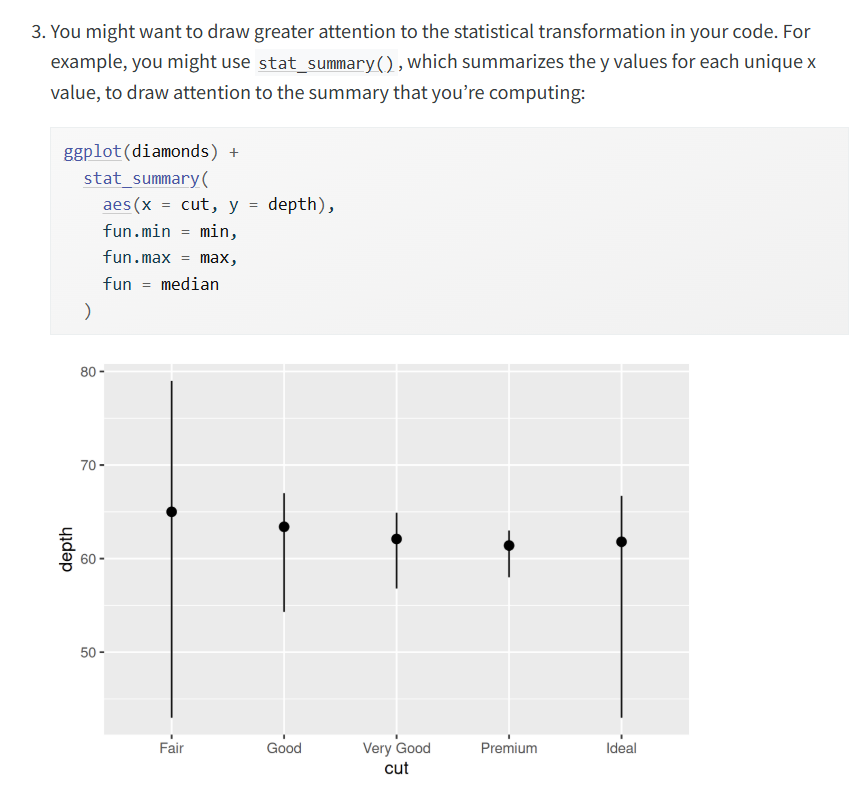 3. You might want to draw greater attention to the statistical transformation in your code. For
example, you might use stat_summary(), which summarizes the y values for each unique x
value, to draw attention to the summary that you’re computing:
ggplot(diamonds) +
  stat_summary(
    aes(x = cut, y = depth),
    fun.min = min,
    fun.max = max,
    fun = median
  )
80
70
60
50
depth
Fair Good Very Good Premium Ideal
cut